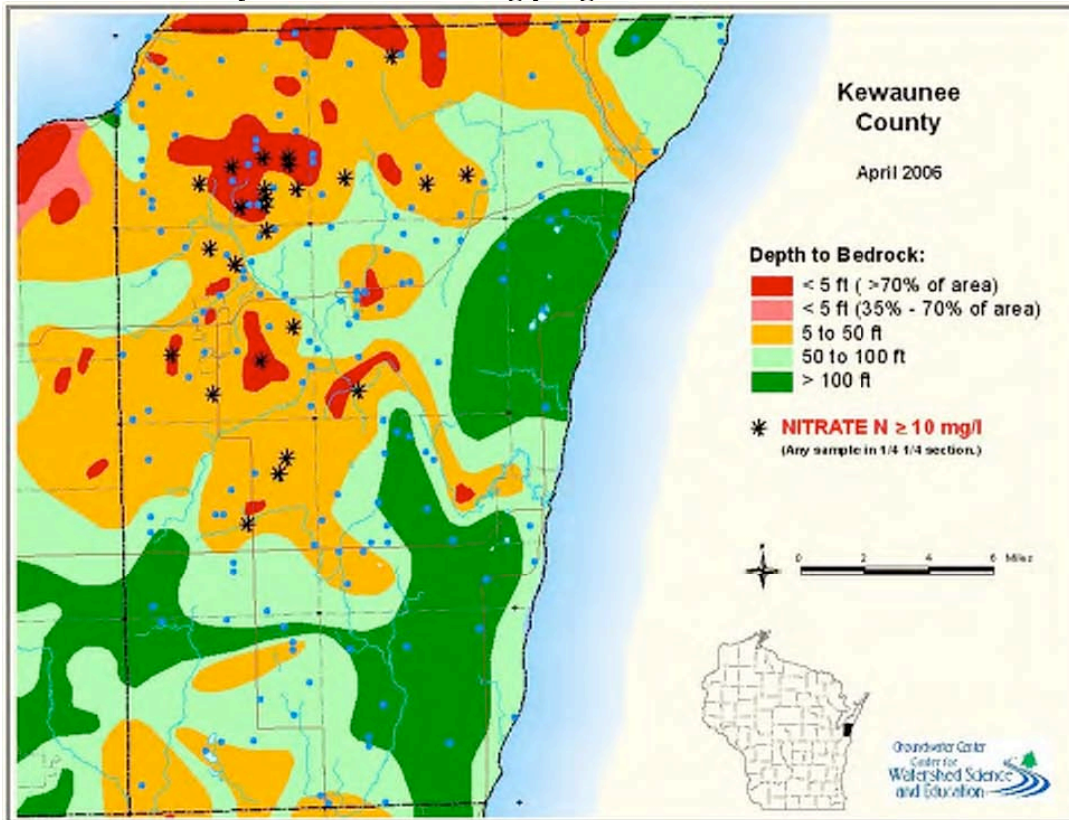 Kewaunee
County
April 2006
Depth to Bedrock:
< 5 ft ( >70% of area)
< 5 ft (35% - 70% of area)
5 to 50 ft
50 to 100 ft
> 100 ft
NITRATE N ≥ 10 mg/l
(Any sample in 1/4 1/4 section.)
0 2 4 6 Miles
Groundwater Center
Center for
Watershed Science
and Education